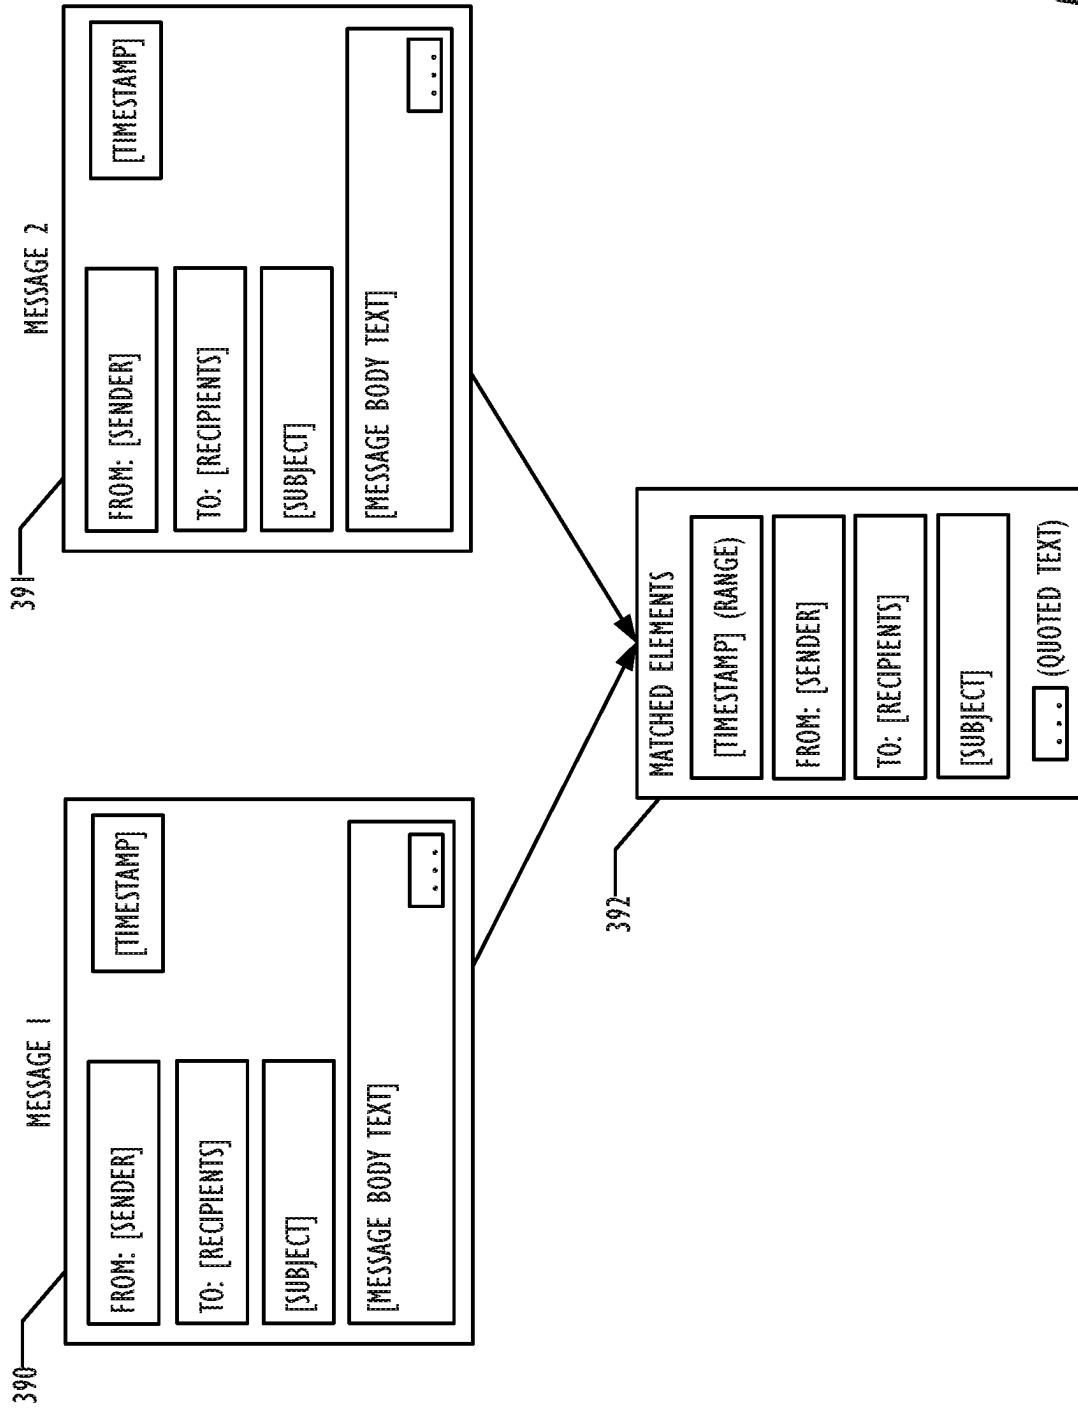 MESSAGE 1
390
FROM: [SENDER]
[TIMESTAMP]
TO: [RECIPIENTS]
[SUBJECT]
[MESSAGE BODY TEXT]
MESSAGE 2
391
FROM: [SENDER]
[TIMESTAMP]
TO: [RECIPIENTS]
[SUBJECT]
[MESSAGE BODY TEXT]
392
MATCHED ELEMENTS
[TIMESTAMP] (RANGE)
FROM: [SENDER]
TO: [RECIPIENTS]
[SUBJECT]
(QUOTED TEXT)